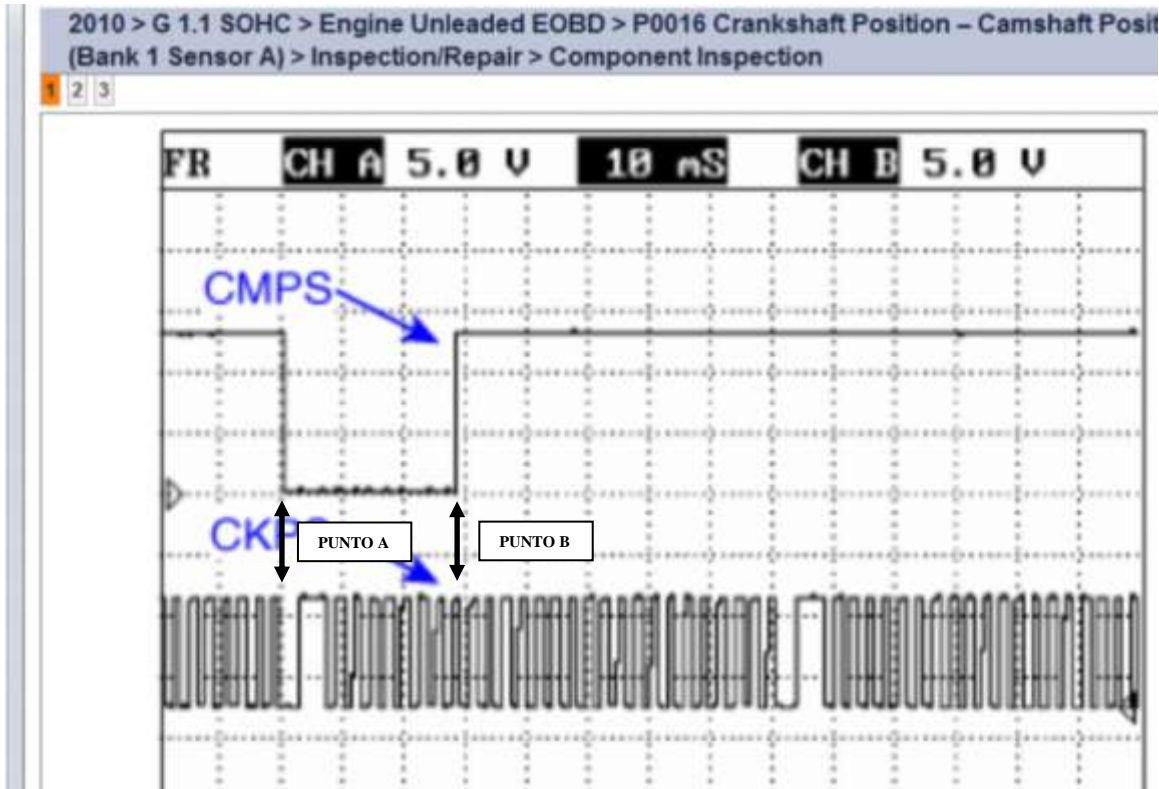 2010 > G 1.1 SOHC > Engine Unleaded EOBD > P0016 Crankshaft Position – Camshaft Posit
(Bank 1 Sensor A) > Inspection/Repair > Component Inspection
1 2 3
FR CH A 5.0 V 10 mS CH B 5.0 V
CMPS
CKPS
PUNTO A
PUNTO B